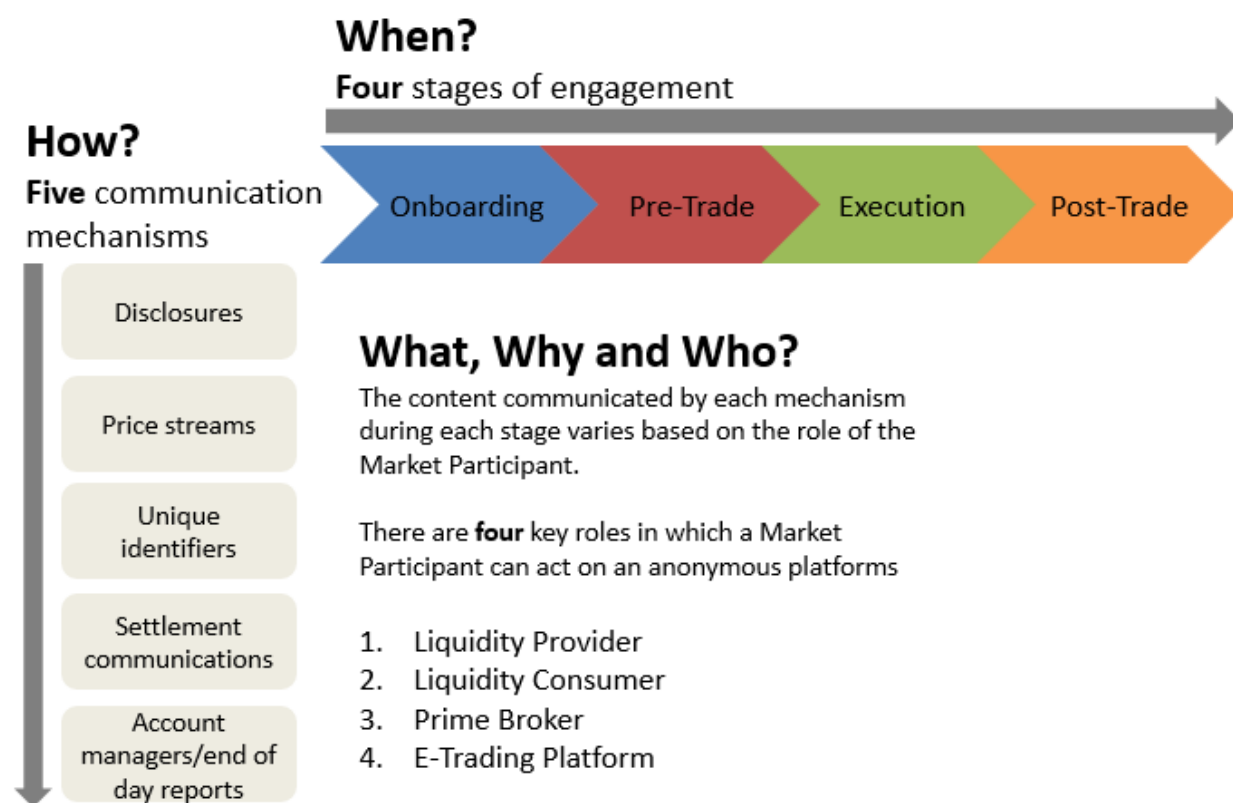 When?
Four stages of engagement
How?
Five communication
mechanisms
Onboarding
Pre-Trade
Execution
Post-Trade
Disclosures
Price streams
Unique
identifiers
Settlement
communications
Account
managers/end of
day reports
What, Why and Who?
The content communicated by each mechanism
during each stage varies based on the role of the
Market Participant.
There are four key roles in which a Market
Participant can act on an anonymous platforms
1. Liquidity Provider
2. Liquidity Consumer
3. Prime Broker
4. E-Trading Platform